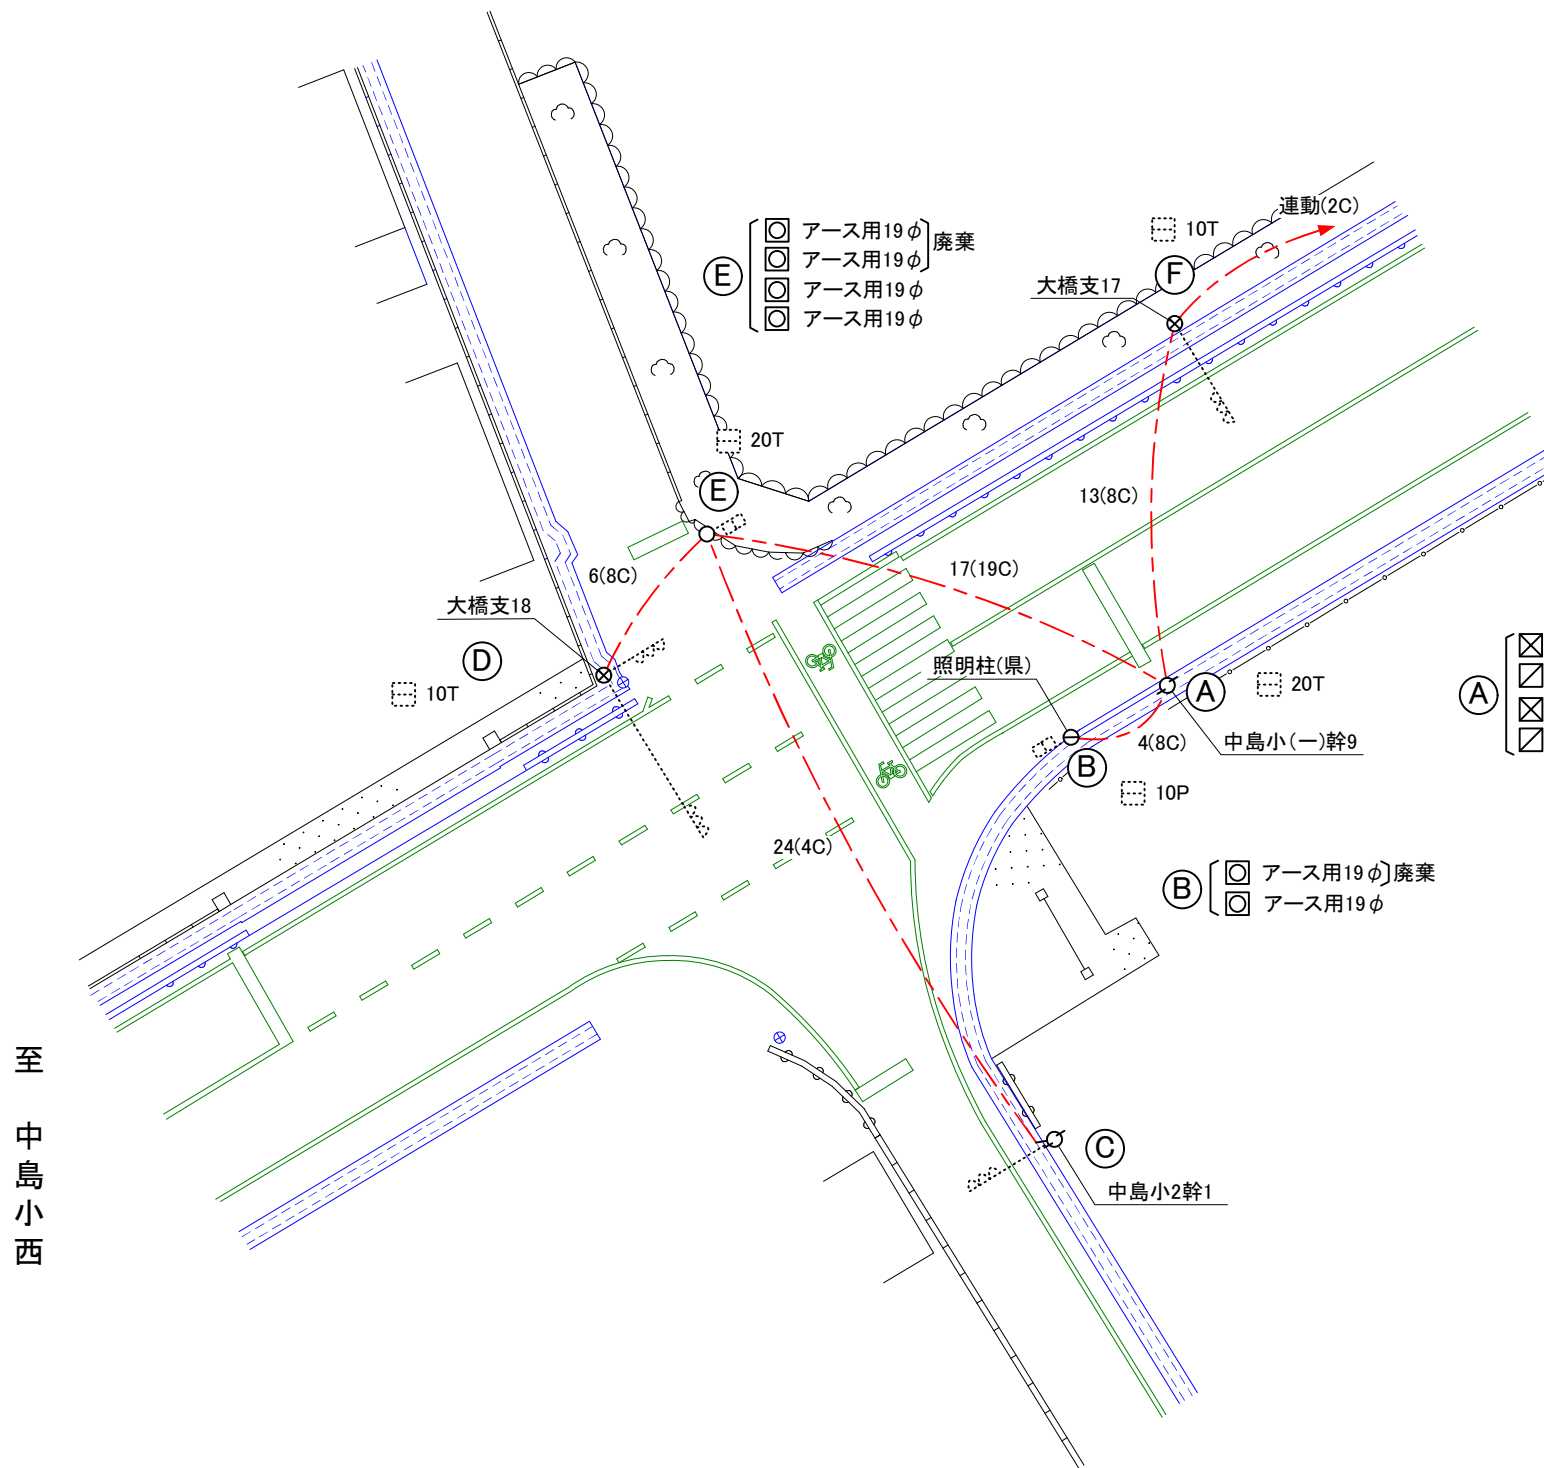 連動(2C)
10T
F
大橋支17
E
アース用19φ
アース用19φ
廃棄
アース用19φ
アース用19φ
20T
E
13(8C)
17(19C)
6(8C)
大橋支18
D
10T
照明柱(県)
A
20T
A
4(8C)
中島小(一)幹9
B
10P
24(4C)
B
アース用19φ
廃棄
アース用19φ
C
中島小2幹1
至 中島小西